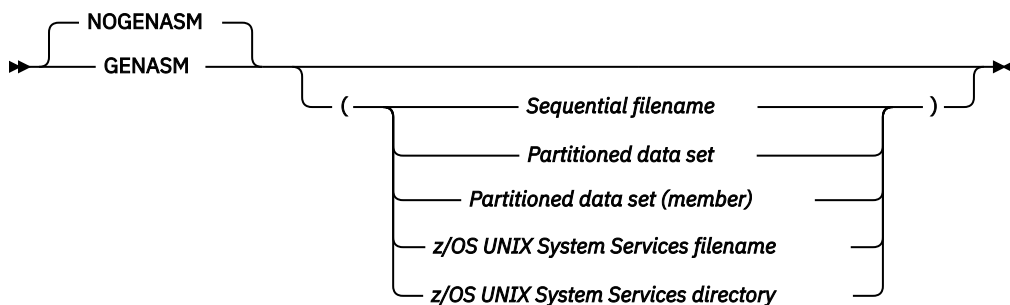 NOGENASM
GENASM
( Sequential filename )
Partitioned data set
Partitioned data set (member)
z/OS UNIX System Services filename
z/OS UNIX System Services directory